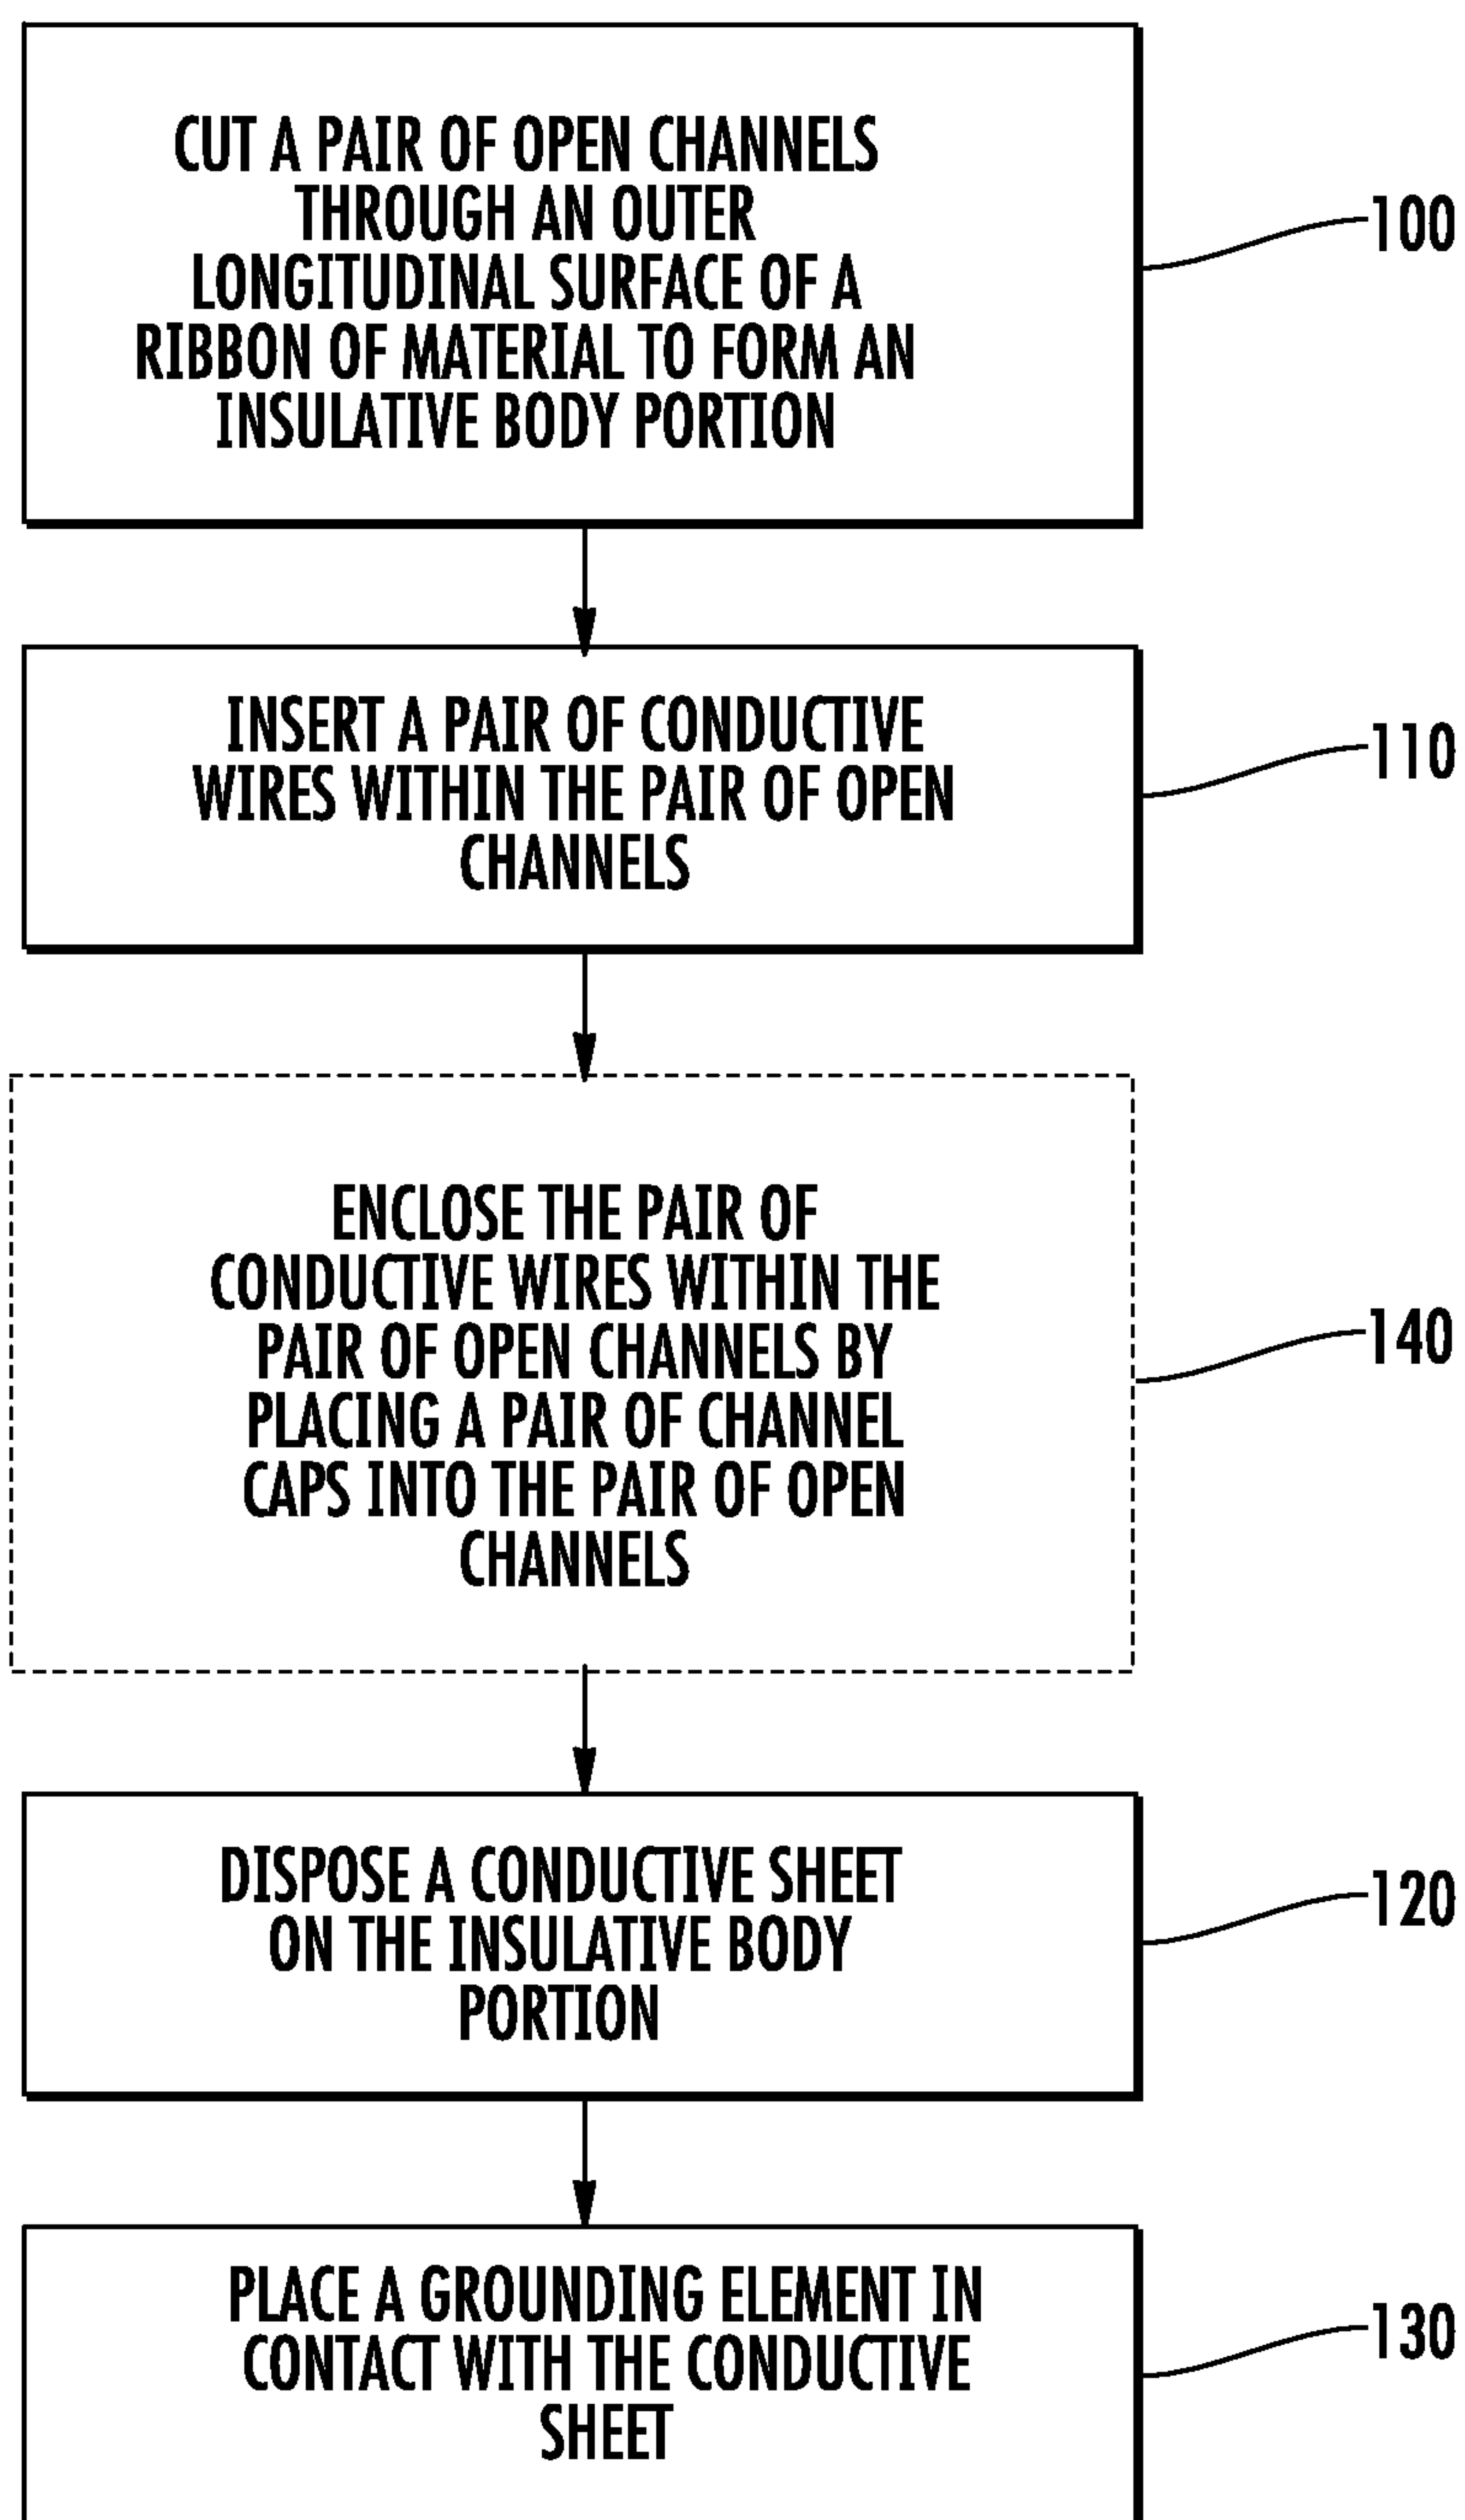 CUT A PAIR OF OPEN CHANNELS
THROUGH AN OUTER
LONGITUDINAL SURFACE OF A
RIBBON OF MATERIAL TO FORM AN
INSULATIVE BODY PORTION
100
INSERT A PAIR OF CONDUCTIVE
WIRES WITHIN THE PAIR OF OPEN
CHANNELS
110
ENCLOSE THE PAIR OF
CONDUCTIVE WIRES WITHIN THE
PAIR OF OPEN CHANNELS BY
PLACING A PAIR OF CHANNEL
CAPS INTO THE PAIR OF OPEN
CHANNELS
140
DISPOSE A CONDUCTIVE SHEET
ON THE INSULATIVE BODY
PORTION
120
PLACE A GROUNDING ELEMENT IN
CONTACT WITH THE CONDUCTIVE
SHEET
130